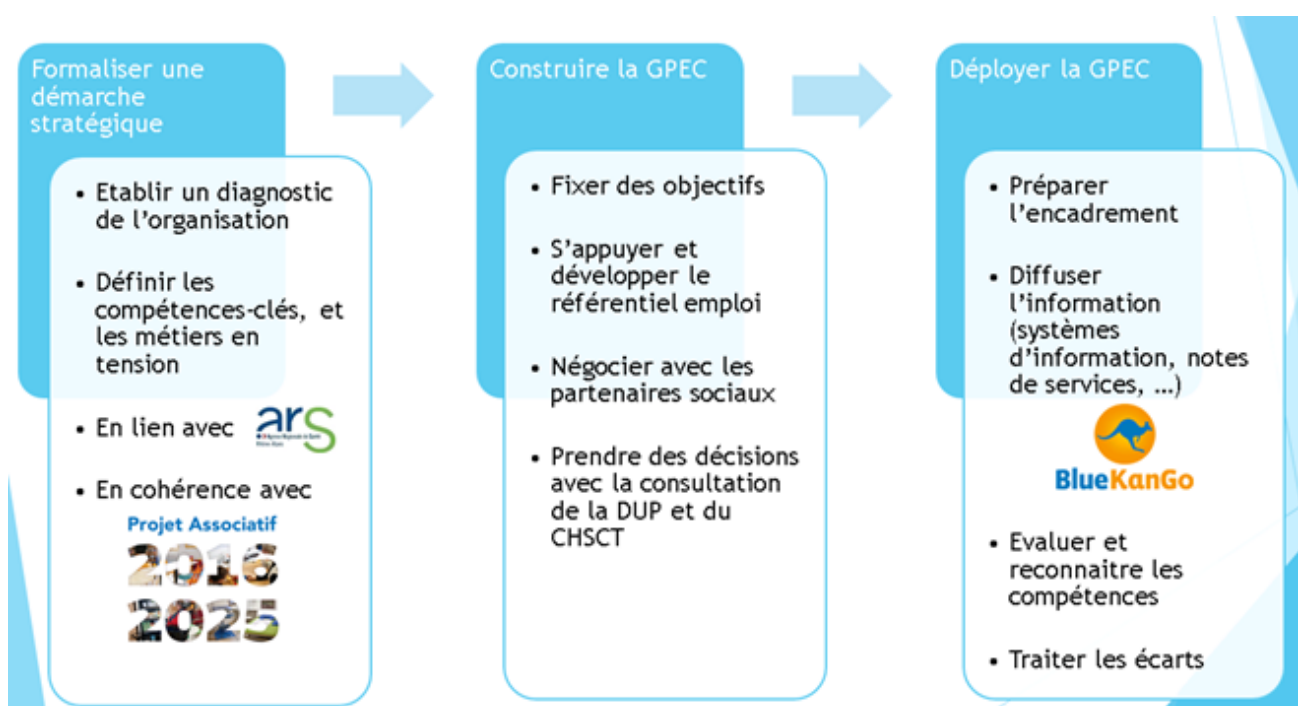 Formaliser une
démarche
stratégique
• Etablir un diagnostic
de l'organisation
• Définir les
compétences-clés, et
les métiers en
tension
• En lien avec ars
• En cohérence avec
Projet Associatif
2016
2025
Construire la GPEC
• Fixer des objectifs
• S'appuyer et
développer le
référentiel emploi
• Négocier avec les
partenaires sociaux
• Prendre des décisions
avec la consultation
de la DUP et du
CHSCT
Déployer la GPEC
• Préparer
l'encadrement
• Diffuser
l'information
(systèmes
d'information, notes
de services, ...)
BlueKanGo
• Evaluer et
reconnaitre les
compétences
• Traiter les écarts